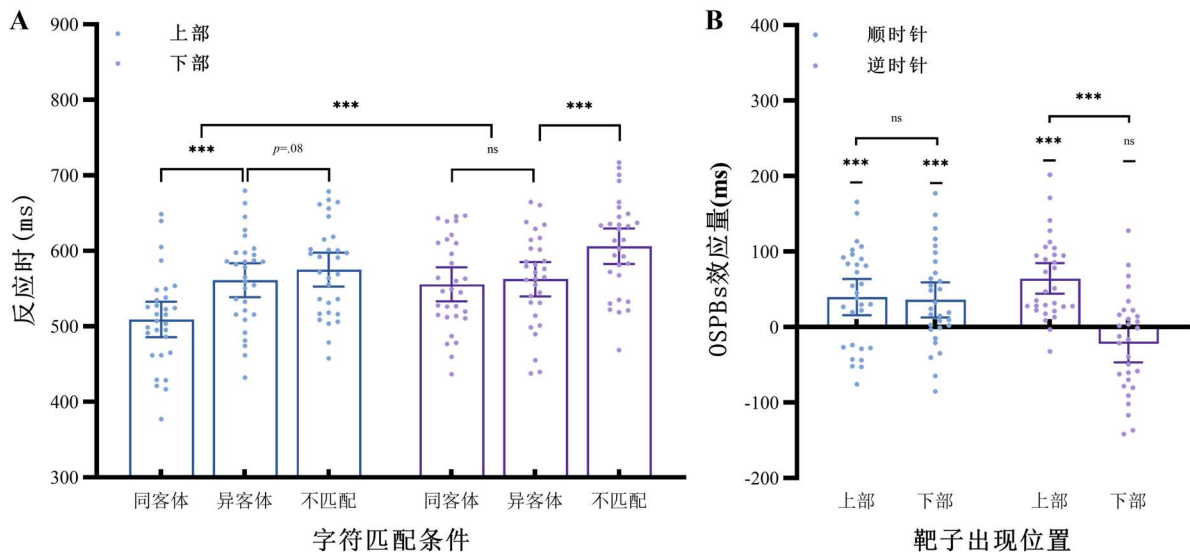 A
上部
下部
反应时(ms)
900
800
700
600
500
400
300
***
***
p=.08
ns
***
同客体 异客体 不匹配 同客体 异客体 不匹配
字符匹配条件
B
顺时针
逆时针
OSPBs效应量(ms)
400
300
200
100
0
-100
-200
ns
***
***
***
***
ns
上部 下部 上部 下部
靶子出现位置